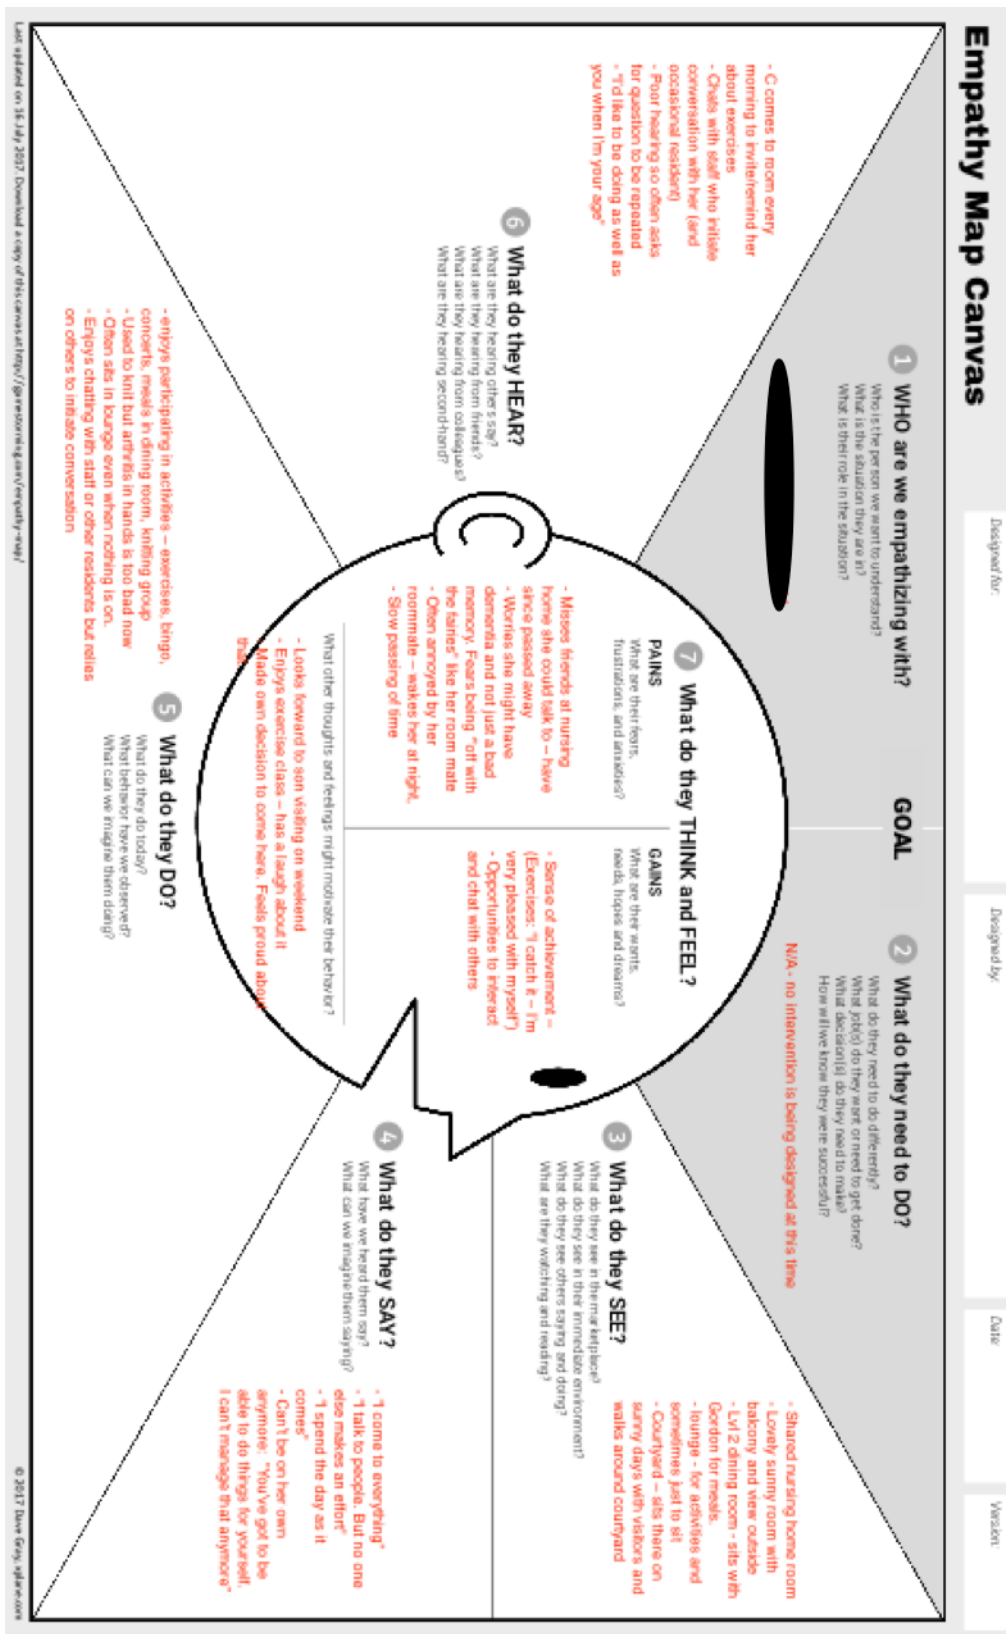 Empathy Map Canvas
Designed for:
Designed by:
Date:
Version:
1 WHO are we empathizing with?
Who is the person we want to understand?
What is the situation they are in?
What is their role in the situation?
GOAL
2 What do they need to DO?
What do they need to do differently?
What job(s) do they want or need to get done?
What decision(s) do they need to make?
How will we know they were successful?
N/A - no intervention is being designed at this time
3 What do they SEE?
What do they see in the marketplace?
What do they see in their immediate environment?
What do they see others saying and doing?
What are they watching and reading?
- Shared nursing home room
- Lovely sunny room with
balcony and view outside
- Lvl 2 dining room - sits with
Gordon for meals.
- lounge - for activities and
sometimes just to sit
- Courtyard – sits there on
sunny days with visitors and
walks around courtyard
4 What do they SAY?
What have we heard them say?
What can we imagine them saying?
- "I come to everything"
- "I talk to people. But no one
else makes an effort"
- "I spend the day as it
comes"
- Can't be on her own
anymore: "You've got to be
able to do things for yourself.
I can't manage that anymore"
5 What do they DO?
What do they do today?
What behavior have we observed?
What can we imagine them doing?
- enjoys participating in activities – exercises, bingo,
concerts, meals in dining room, knitting group
- Used to knit but arthritis in hands is too bad now
- Often sits in lounge even when nothing is on.
- Enjoys chatting with staff or other residents but relies
on others to initiate conversation
6 What do they HEAR?
What are they hearing others say?
What are they hearing from friends?
What are they hearing from colleagues?
What are they hearing second-hand?
- C comes to room every
morning to invite/remind her
about exercises
- Chats with staff who initiate
conversation with her (and
occasional resident)
- Poor hearing so often asks
for question to be repeated
- "I'd like to be doing as well as
you when I'm your age"
7 What do they THINK and FEEL?
PAINS
What are their fears,
frustrations, and anxieties?
- Misses friends at nursing
home she could talk to – have
since passed away
- Worries she might have
dementia and not just a bad
memory. Fears being "off with
the fairies" like her room mate
- Often annoyed by her
roommate – wakes her at night,
- Slow passing of time
GAINS
What are their wants,
needs, hopes and dreams?
- Sense of achievement –
(Exercises: "I catch it – I'm
very pleased with myself")
- Opportunities to interact
and chat with others
What other thoughts and feelings might motivate their behavior?
- Looks forward to son visiting on weekend
- Enjoys exercise class – has a laugh about it
- Made own decision to come here. Feels proud about
that
Last updated on 16 July 2017. Download a copy of this canvas at http://gamestorming.com/empathy-map/
© 2017 Dave Gray, xplane.com